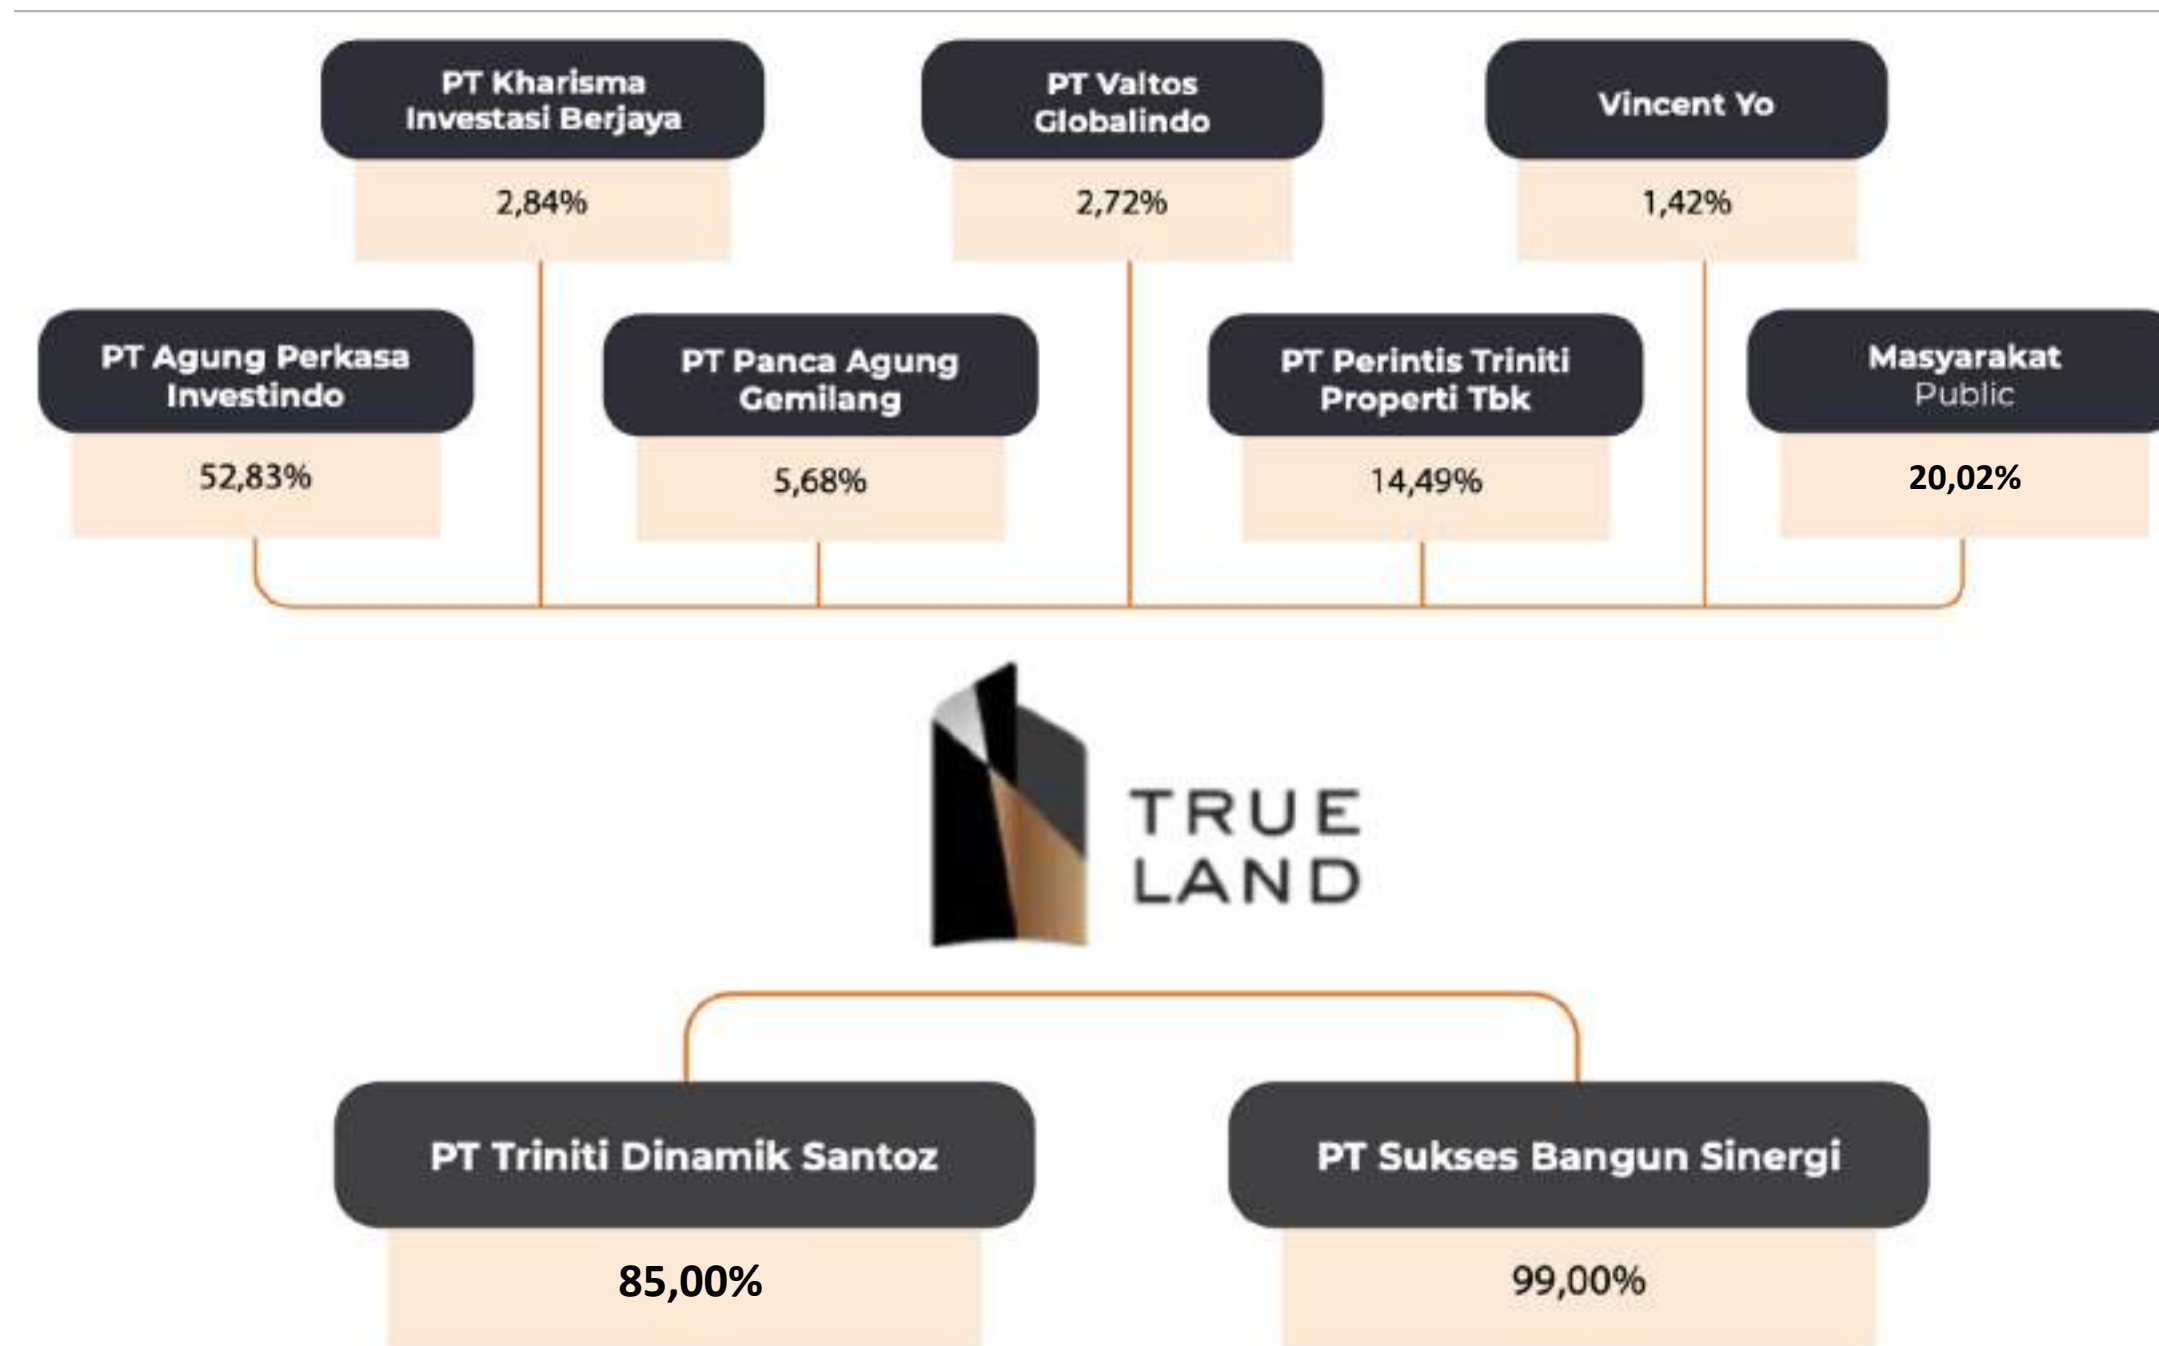 PT Kharisma
Investasi Berjaya
2,84%
PT Valtos
Globalindo
2,72%
Vincent Yo
1,42%
PT Agung Perkasa
Investindo
52,83%
PT Panca Agung
Gemilang
5,68%
PT Perintis Triniti
Properti Tbk
14,49%
Masyarakat
Public
20,02%
TRUE
LAND
PT Triniti Dinamik Santoz
85,00%
PT Sukses Bangun Sinergi
99,00%